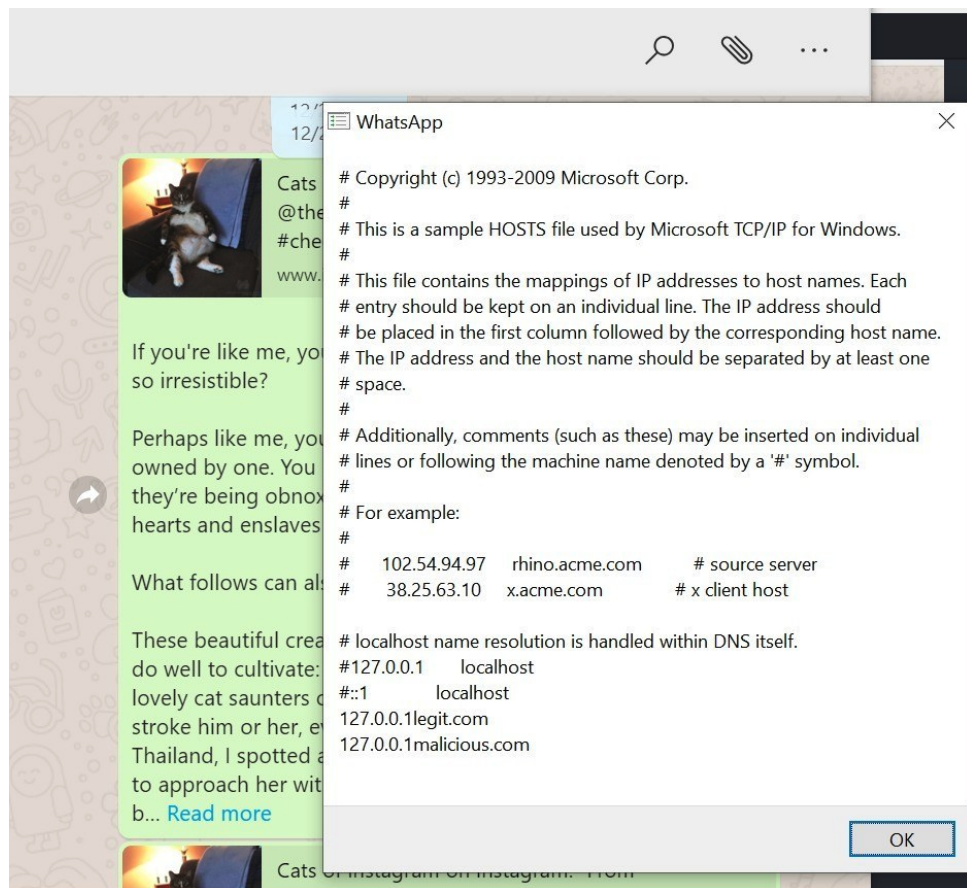 12/2
WhatsApp
# Copyright (c) 1993-2009 Microsoft Corp.
#
# This is a sample HOSTS file used by Microsoft TCP/IP for Windows.
#
# This file contains the mappings of IP addresses to host names. Each
# entry should be kept on an individual line. The IP address should
# be placed in the first column followed by the corresponding host name.
# The IP address and the host name should be separated by at least one
# space.
#
# Additionally, comments (such as these) may be inserted on individual
# lines or following the machine name denoted by a '#' symbol.
#
# For example:
#
# 102.54.94.97 rhino.acme.com # source server
# 38.25.63.10 x.acme.com # x client host
# localhost name resolution is handled within DNS itself.
#127.0.0.1 localhost
#::1 localhost
127.0.0.1legit.com
127.0.0.1malicious.com
OK
Cats
@the
#che
www.
If you're like me, you
so irresistible?
Perhaps like me, you
owned by one. You
they're being obnox
hearts and enslaves
What follows can als
These beautiful crea
do well to cultivate:
lovely cat saunters
stroke him or her, ev
Thailand, I spotted a
to approach her wit
b... Read more
Cats of Instagram on Instagram: "From